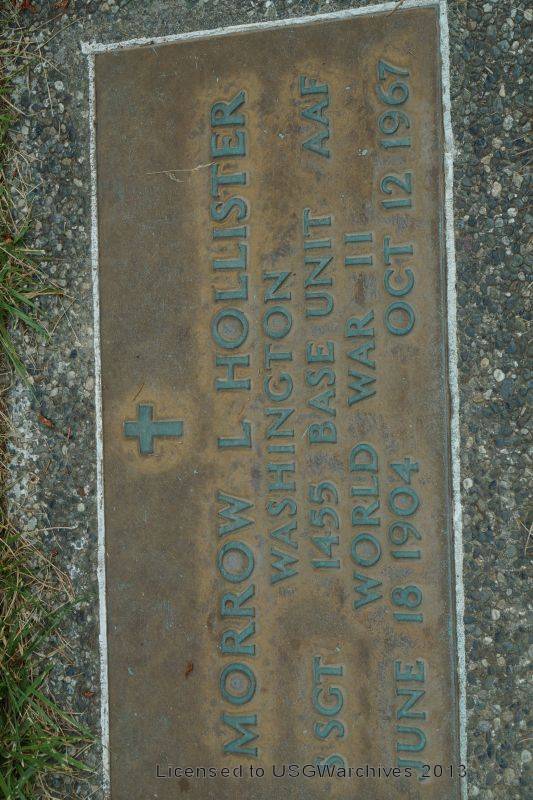 MORROW L HOLLISTER
WASHINGTON
S SGT 1455 BASE UNIT AAF
WORLD WAR II
JUNE 18 1904 OCT 12 1967
Licensed to USGWarchives 2013